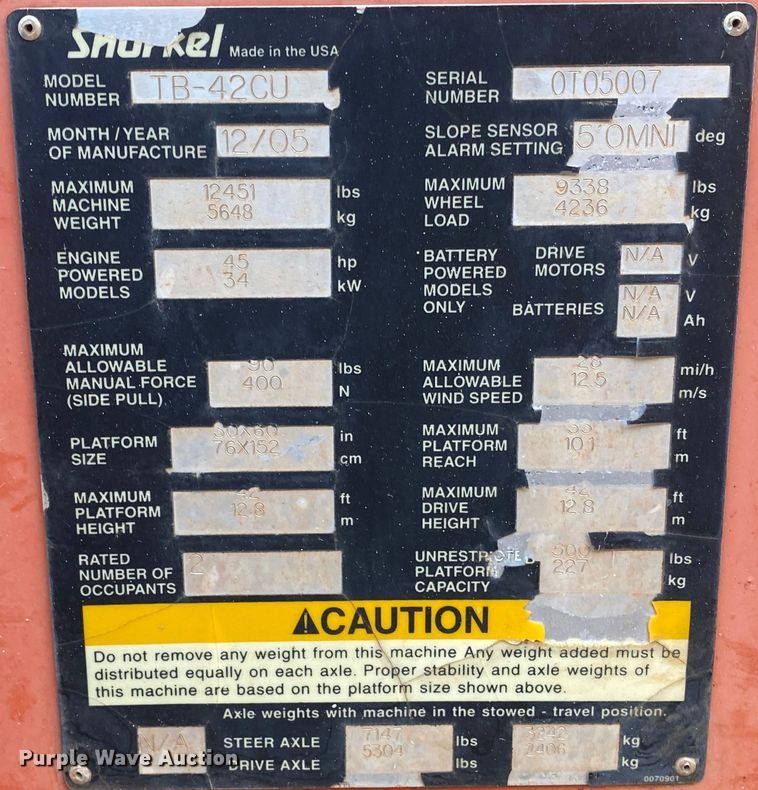 Snorkel Made in the USA
MODEL NUMBER TB-42CU
SERIAL NUMBER 0T05007
MONTH/YEAR OF MANUFACTURE 12/05
SLOPE SENSOR ALARM SETTING 5°OMNI deg
MAXIMUM MACHINE WEIGHT
12451 lbs
5648 kg
MAXIMUM WHEEL LOAD
9338 lbs
4236 kg
ENGINE POWERED MODELS
45 hp
34 kW
BATTERY POWERED MODELS ONLY
DRIVE MOTORS N/A V
BATTERIES N/A V
N/A Ah
MAXIMUM ALLOWABLE MANUAL FORCE (SIDE PULL)
90 lbs
400 N
MAXIMUM ALLOWABLE WIND SPEED
28 mi/h
12.5 m/s
PLATFORM SIZE
30X60 in
76X152 cm
MAXIMUM PLATFORM REACH
33 ft
10.1 m
MAXIMUM PLATFORM HEIGHT
42 ft
12.8 m
MAXIMUM DRIVE HEIGHT
42 ft
12.8 m
RATED NUMBER OF OCCUPANTS 2
PLATFORM CAPACITY
500 lbs
227 kg
CAUTION
Do not remove any weight from this machine Any weight added must be
distributed equally on each axle. Proper stability and axle weights of
this machine are based on the platform size shown above.
Axle weights with machine in the stowed - travel position.
N/A STEER AXLE 7147 lbs 3242 kg
DRIVE AXLE 5304 lbs 2406 kg
0070901
Purple Wave Auction